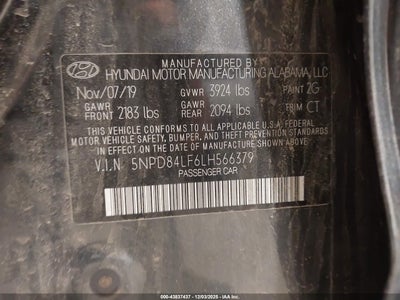 MANUFACTURED BY
HYUNDAI MOTOR MANUFACTURING ALABAMA, LLC
Nov/07/19 GVWR 3924 lbs PAINT 2G
GAWR FRONT 2183 lbs GAWR REAR 2094 lbs TRIM CT
THIS VEHICLE CONFORMS TO ALL APPLICABLE U.S. FEDERAL
MOTOR VEHICLE SAFETY, BUMPER, AND THEFT PREVENTION
STANDARDS IN EFFECT ON THE DATE OF MANUFACTURE SHOWN ABOVE.
V.I.N 5NPD84LF6LH566379
PASSENGER CAR
000-43837437 - 12/03/2025 - IAA Inc.